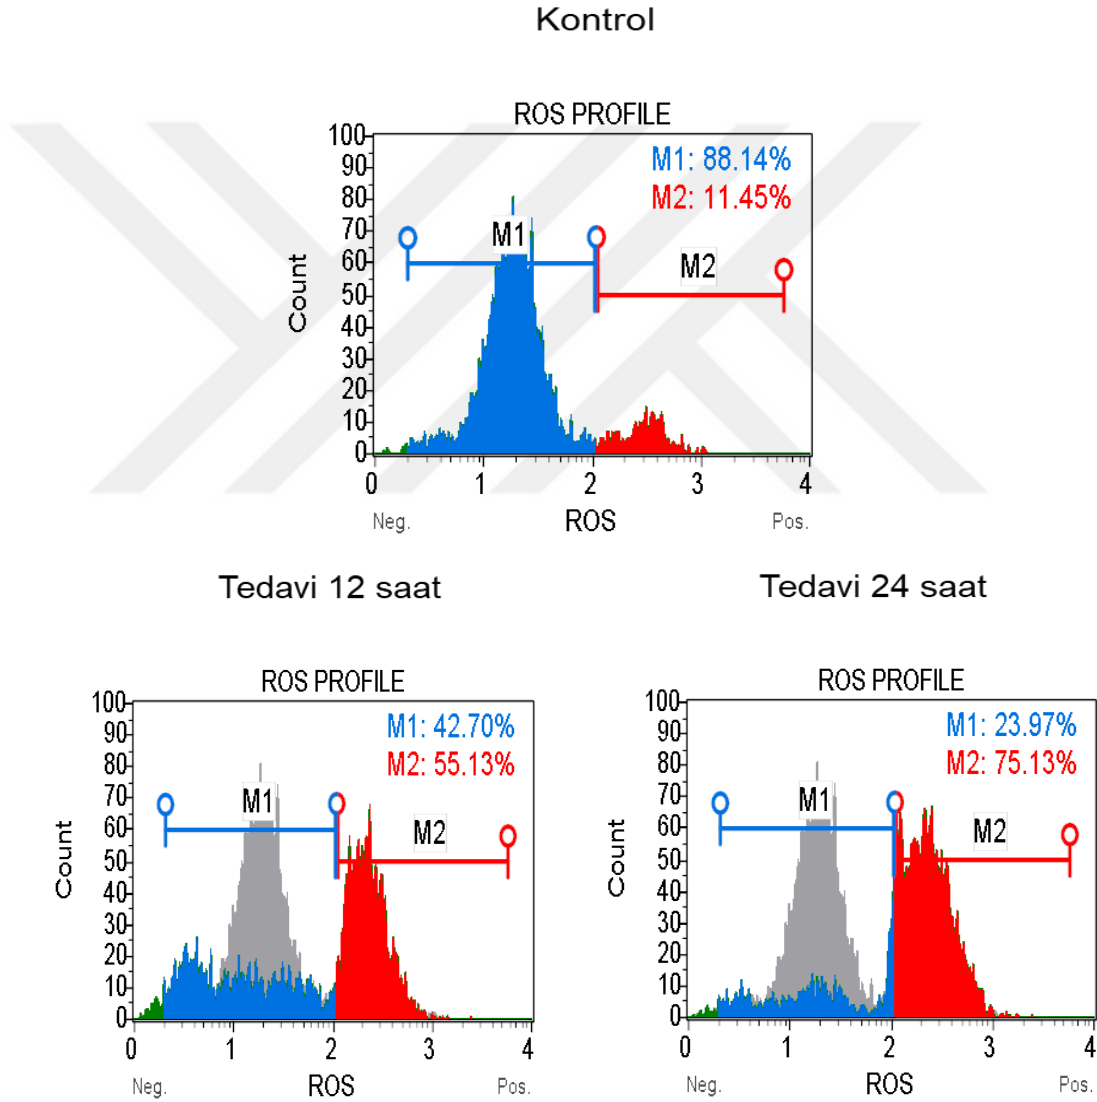 Kontrol
ROS PROFILE
M1: 88.14%
M2: 11.45%
100
90
80
70
60
50
40
30
20
10
0
Count
M1
M2
0 1 2 3 4
Neg. ROS Pos.
Tedavi 12 saat
ROS PROFILE
M1: 42.70%
M2: 55.13%
100
90
80
70
60
50
40
30
20
10
0
Count
M1
M2
0 1 2 3 4
Neg. ROS Pos.
Tedavi 24 saat
ROS PROFILE
M1: 23.97%
M2: 75.13%
100
90
80
70
60
50
40
30
20
10
0
Count
M1
M2
0 1 2 3 4
Neg. ROS Pos.